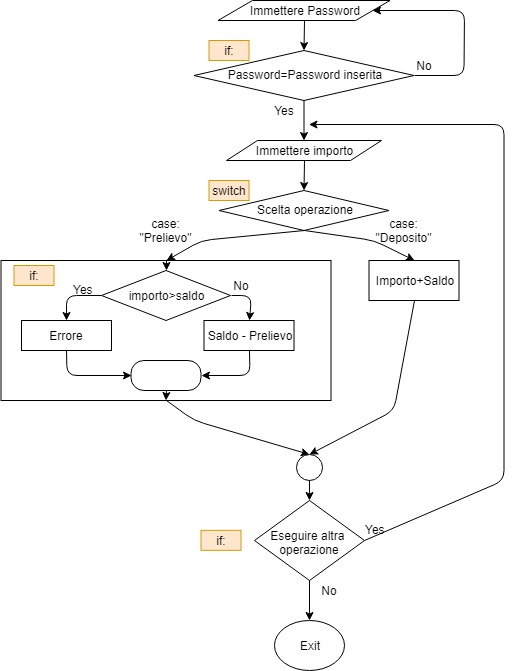 Immettere Password
if:
Password=Password inserita
No
Yes
Immettere importo
switch
Scelta operazione
case:
"Prelievo"
case:
"Deposito"
if:
Yes
importo>saldo
No
Importo+Saldo
Errore
Saldo - Prelievo
if:
Eseguire altra
operazione
Yes
No
Exit